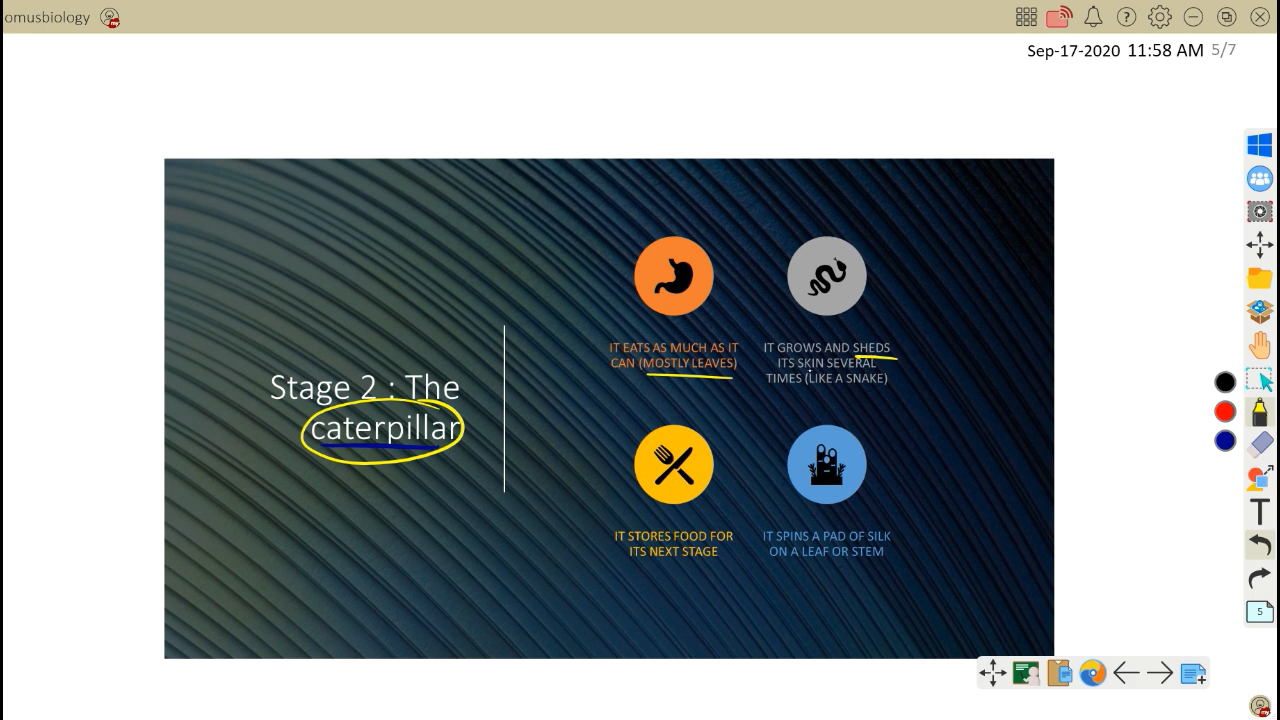 omusbiology
Sep-17-2020 11:58 AM 5/7
Stage 2 : The
caterpillar
IT EATS AS MUCH AS IT
CAN (MOSTLY LEAVES)
IT GROWS AND SHEDS
ITS SKIN SEVERAL
TIMES (LIKE A SNAKE)
IT STORES FOOD FOR
ITS NEXT STAGE
IT SPINS A PAD OF SILK
ON A LEAF OR STEM
5